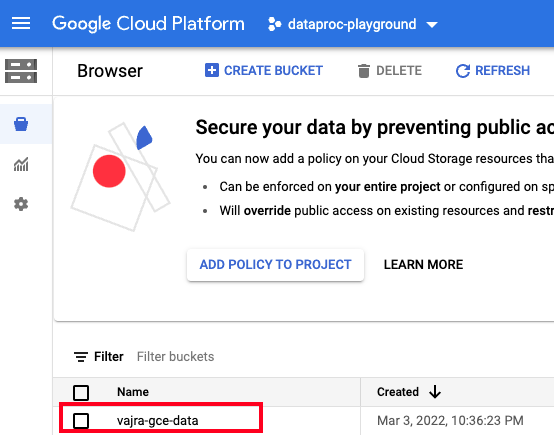 Google Cloud Platform dataproc-playground
Browser CREATE BUCKET DELETE REFRESH
Secure your data by preventing public ac
You can now add a policy on your Cloud Storage resources tha
• Can be enforced on your entire project or configured on sp
• Will override public access on existing resources and restr
ADD POLICY TO PROJECT LEARN MORE
Filter Filter buckets
Name Created
vajra-gce-data Mar 3, 2022, 10:36:23 PM